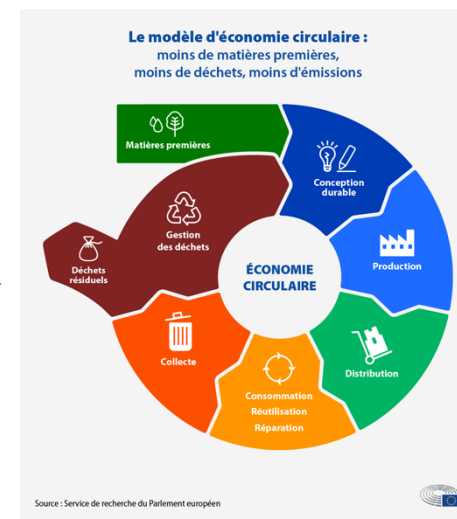 Le modèle d'économie circulaire :
moins de matières premières,
moins de déchets, moins d'émissions
Matières premières
Conception
durable
Production
Distribution
Consommation
Réutilisation
Réparation
Collecte
Gestion
des déchets
Déchets
résiduels
ÉCONOMIE
CIRCULAIRE
Source : Service de recherche du Parlement européen